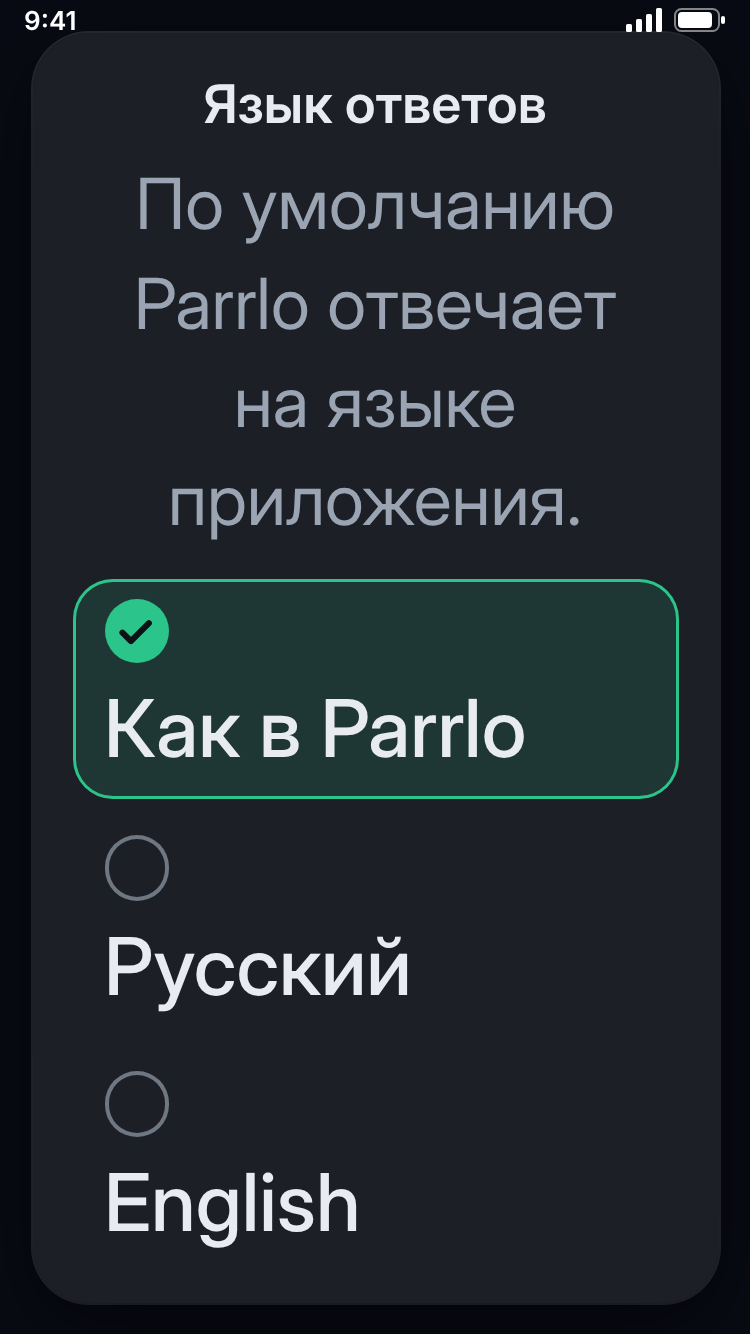 9:41
Язык ответов
По умолчанию
Parrlo отвечает
на языке
приложения.
Как в Parrlo
Русский
English